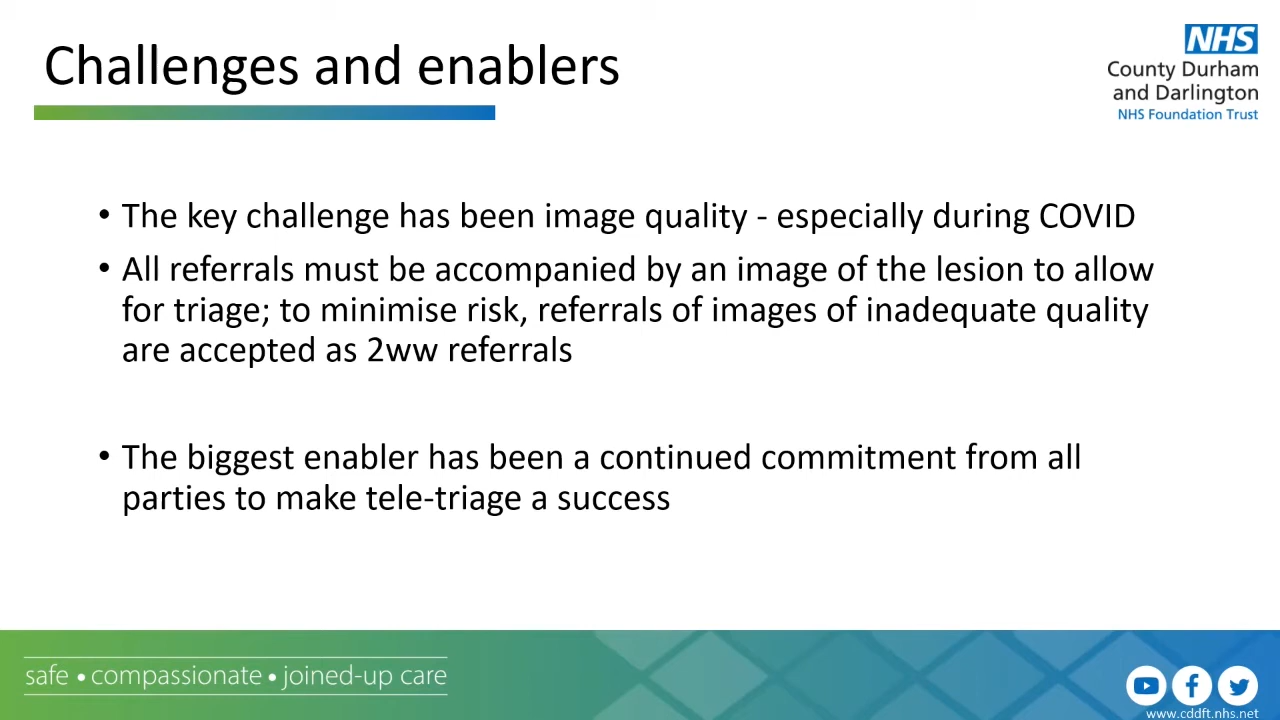 Challenges and enablers
NHS
County Durham
and Darlington
NHS Foundation Trust
• The key challenge has been image quality - especially during COVID
• All referrals must be accompanied by an image of the lesion to allow
for triage; to minimise risk, referrals of images of inadequate quality
are accepted as 2ww referrals
• The biggest enabler has been a continued commitment from all
parties to make tele-triage a success
safe • compassionate • joined-up care
www.cddft.nhs.net